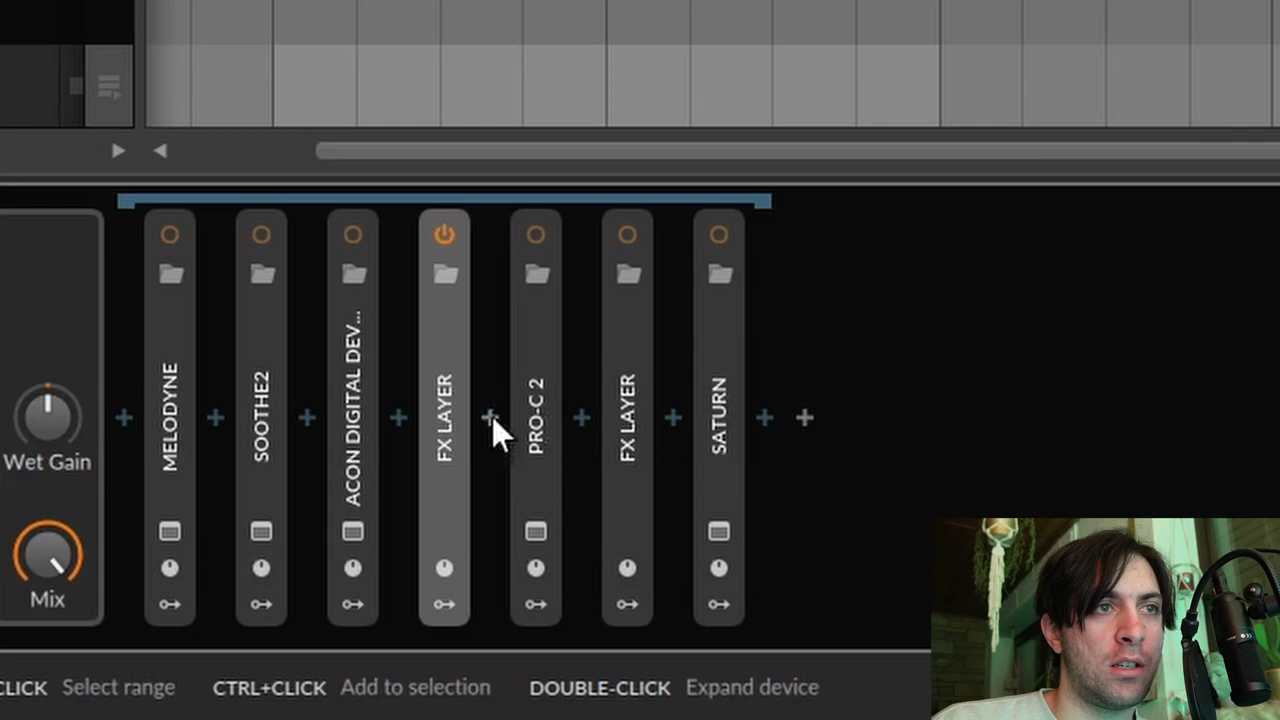 Wet Gain
Mix
MELODYNE
SOOTHE2
ACON DIGITAL DEV...
FX LAYER
PRO-C 2
FX LAYER
SATURN
CLICK Select range CTRL+CLICK Add to selection DOUBLE-CLICK Expand device